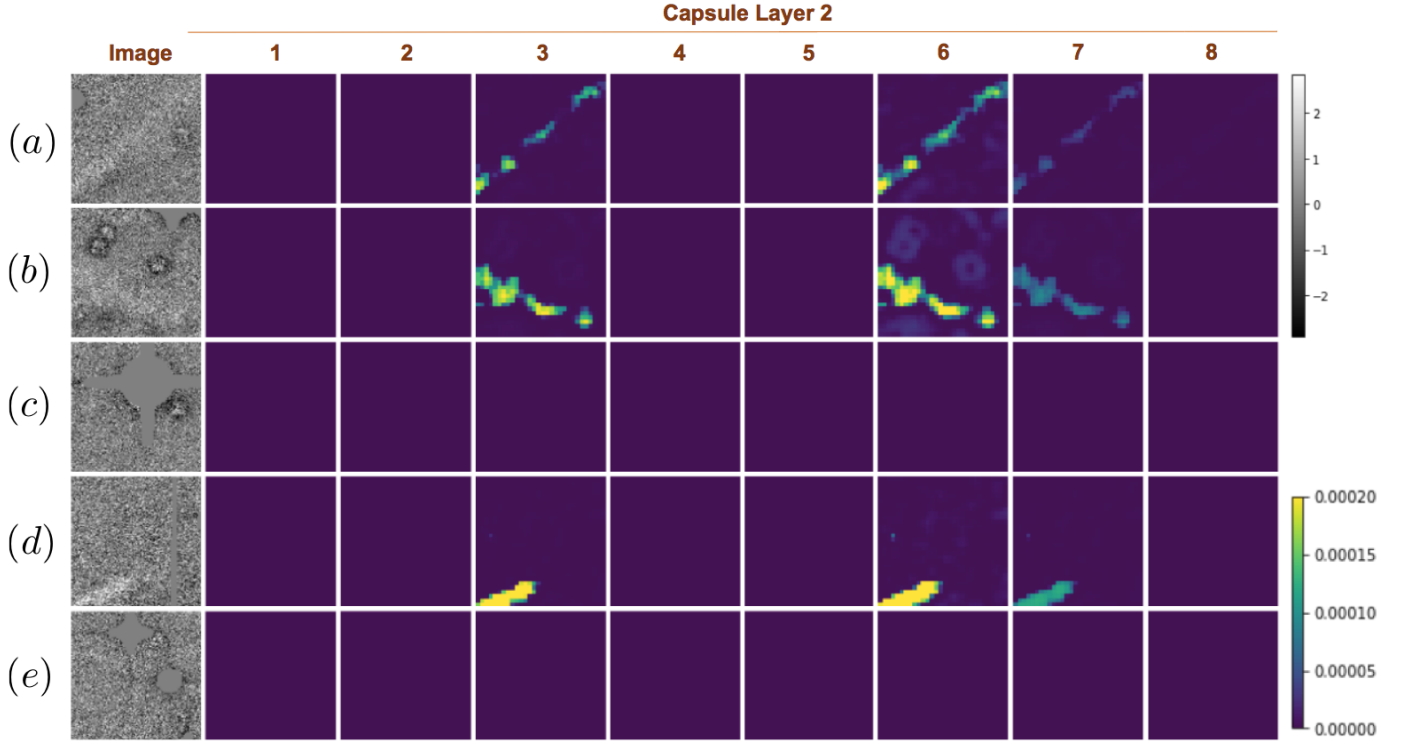 Capsule Layer 2
Image 1 2 3 4 5 6 7 8
(a)
2
1
0
−1
−2
(b)
(c)
(d)
0.00020
0.00015
0.00010
0.00005
0.00000
(e)